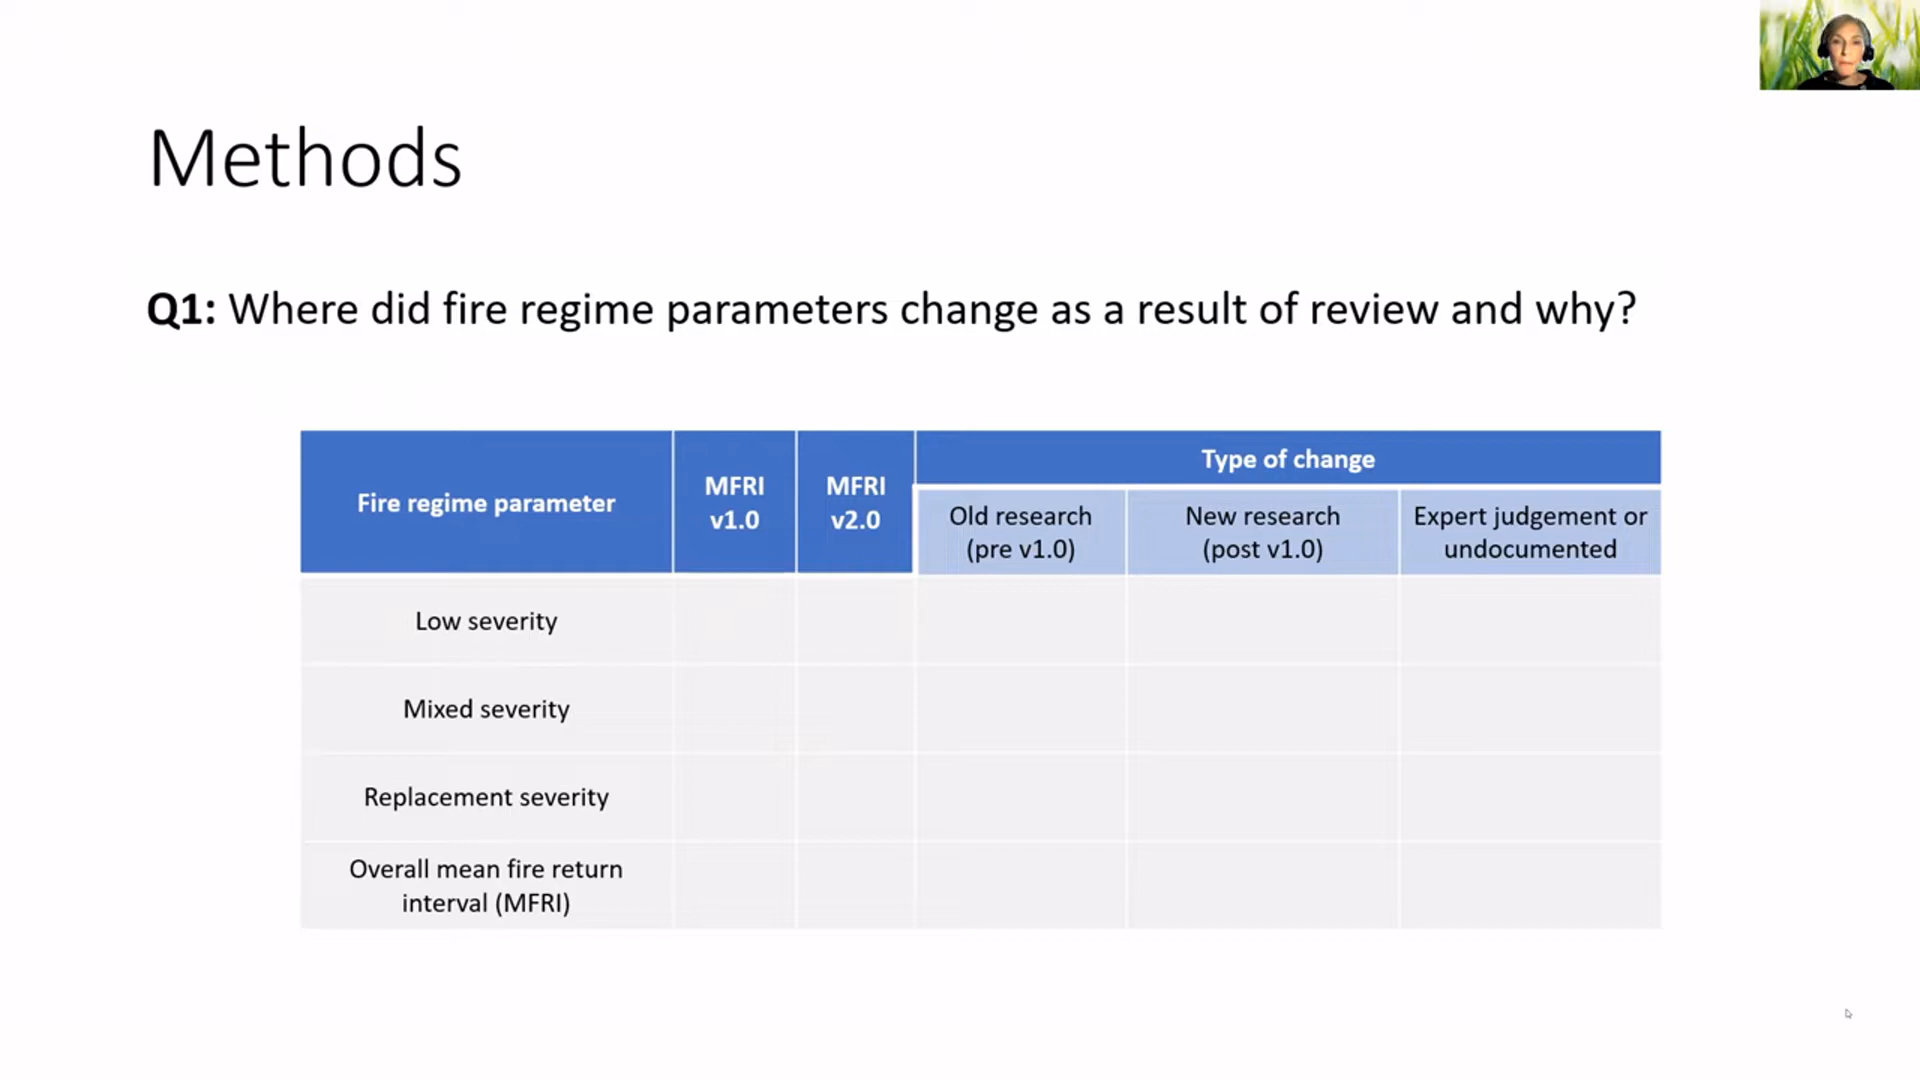 Methods
Q1: Where did fire regime parameters change as a result of review and why?
Fire regime parameter
MFRI
v1.0
MFRI
v2.0
Type of change
Old research
(pre v1.0)
New research
(post v1.0)
Expert judgement or
undocumented
Low severity
Mixed severity
Replacement severity
Overall mean fire return
interval (MFRI)